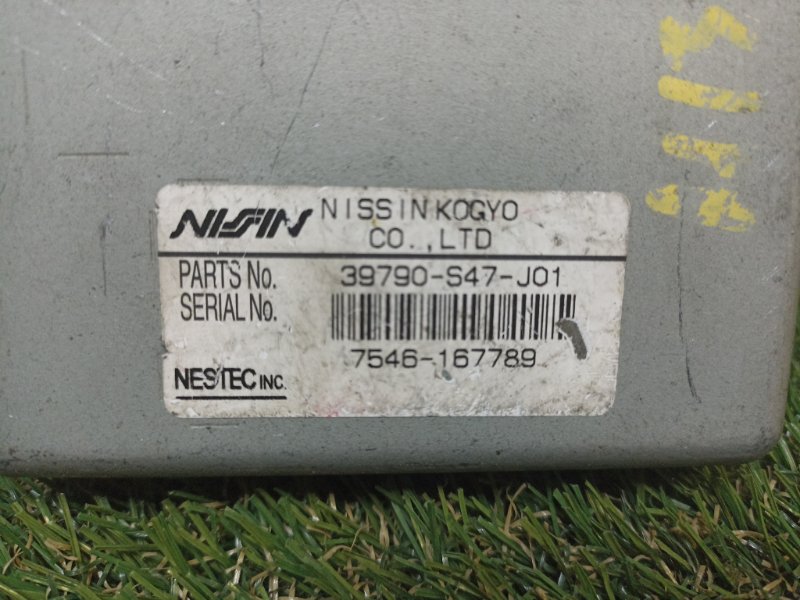 NISSIN NISSIN KOGYO
CO.,LTD
PARTS No. 39790-S47-J01
SERIAL No.
7546-167789
NESTEC INC.